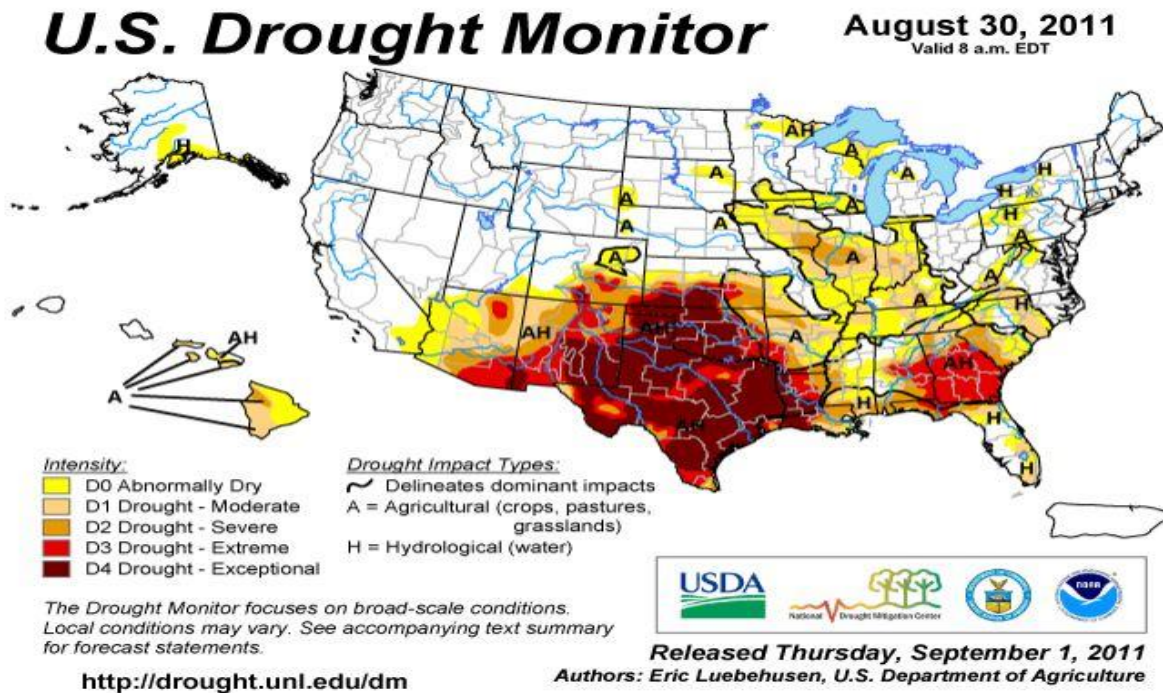 U.S. Drought Monitor
August 30, 2011
Valid 8 a.m. EDT
H
AH
A
A
A
H
H
H
A
A
A
A
A
A
A
A
H
A
AH
AH
A
AH
AH
H
H
H
AH
A
Intensity:
D0 Abnormally Dry
D1 Drought - Moderate
D2 Drought - Severe
D3 Drought - Extreme
D4 Drought - Exceptional
Drought Impact Types:
Delineates dominant impacts
A = Agricultural (crops, pastures,
grasslands)
H = Hydrological (water)
The Drought Monitor focuses on broad-scale conditions.
Local conditions may vary. See accompanying text summary
for forecast statements.
http://drought.unl.edu/dm
USDA
National Drought Mitigation Center
NOAA
Released Thursday, September 1, 2011
Authors: Eric Luebehusen, U.S. Department of Agriculture